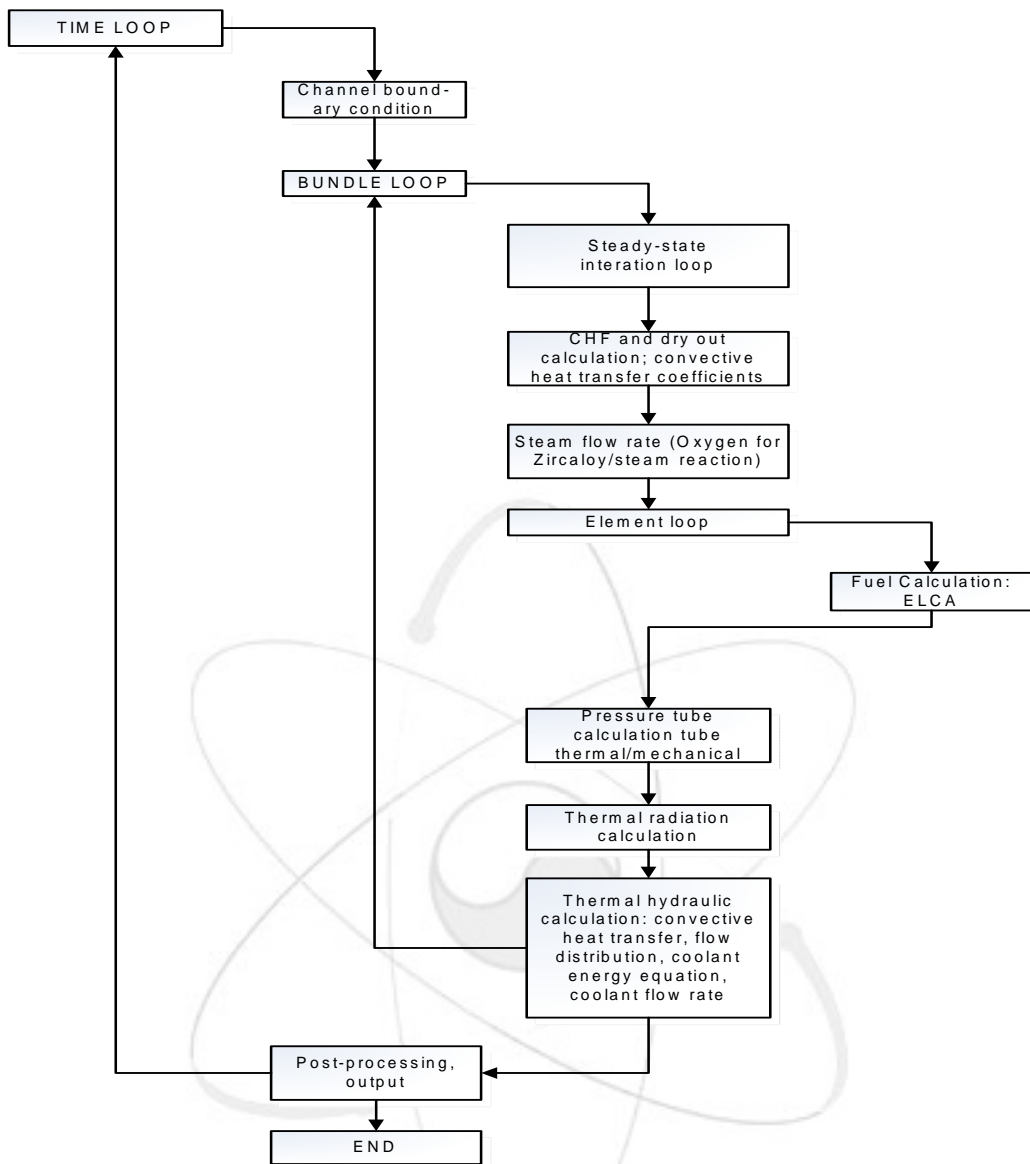 TIME LOOP
Channel bound-
ary condition
BUNDLE LOOP
Steady-state
interation loop
CHF and dry out
calculation; convective
heat transfer coefficients
Steam flow rate (Oxygen for
Zircaloy/steam reaction)
Element loop
Fuel Calculation:
ELCA
Pressure tube
calculation tube
thermal/mechanical
Thermal radiation
calculation
Thermal hydraulic
calculation: convective
heat transfer, flow
distribution, coolant
energy equation,
coolant flow rate
Post-processing,
output
END